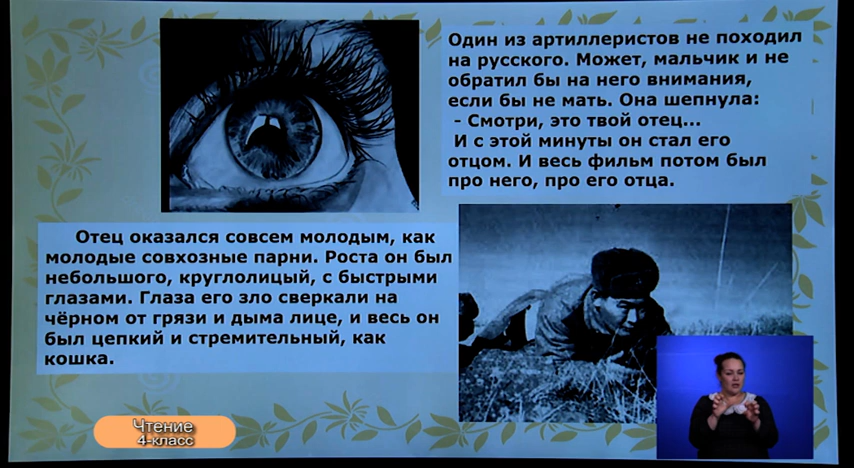 Один из артиллеристов не походил
на русского. Может, мальчик и не
обратил бы на него внимания,
если бы не мать. Она шепнула:
- Смотри, это твой отец...
И с этой минуты он стал его
отцом. И весь фильм потом был
про него, про его отца.
Отец оказался совсем молодым, как
молодые совхозные парни. Роста он был
небольшого, круглолицый, с быстрыми
глазами. Глаза его зло сверкали на
чёрном от грязи и дыма лице, и весь он
был цепкий и стремительный, как
кошка.
Чтение
4-класс